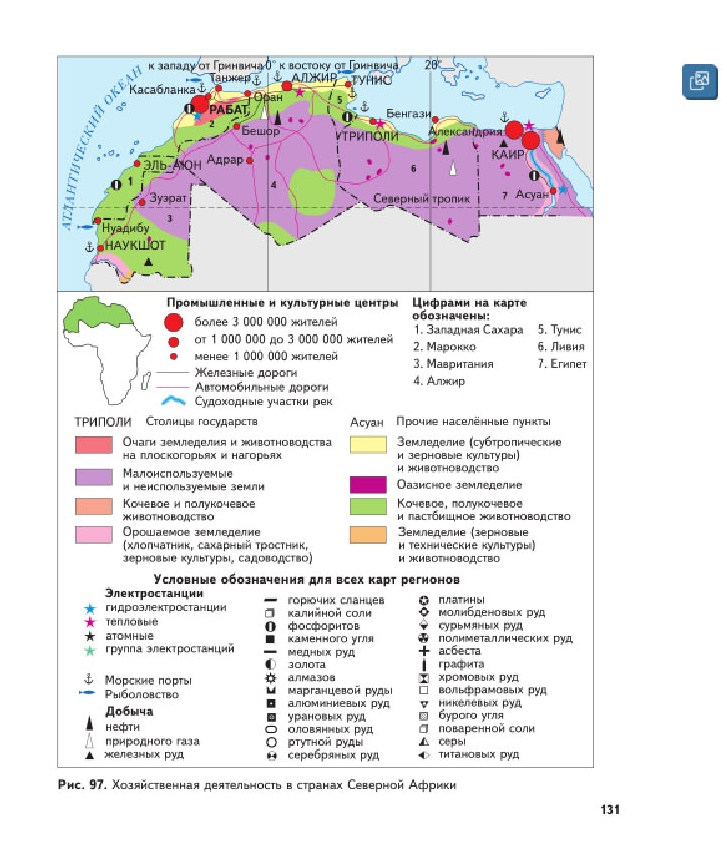 к западу от Гринвича 0° к востоку от Гринвича 20°
АТЛАНТИЧЕСКИЙ ОКЕАН
Танжер
АЛЖИР
ТУНИС
Касабланка
Оран
РАБАТ
5
2
Бешор
Бенгази
ТРИПОЛИ
Александрия
ЭЛЬ-АЮН
Адрар
КАИР
1
4
6
Зуэрат
Северный тропик
7
Асуан
3
Нуадибу
НАУКШОТ
Промышленные и культурные центры
более 3 000 000 жителей
от 1 000 000 до 3 000 000 жителей
менее 1 000 000 жителей
Железные дороги
Автомобильные дороги
Судоходные участки рек
Цифрами на карте
обозначены:
1. Западная Сахара
2. Марокко
3. Мавритания
4. Алжир
5. Тунис
6. Ливия
7. Египет
ТРИПОЛИ Столицы государств
Асуан Прочие населённые пункты
Очаги земледелия и животноводства
на плоскогорьях и нагорьях
Малоиспользуемые
и неиспользуемые земли
Кочевое и полукочевое
животноводство
Орошаемое земледелие
(хлопчатник, сахарный тростник,
зерновые культуры, садоводство)
Земледелие (субтропические
и зерновые культуры)
и животноводство
Оазисное земледелие
Кочевое, полукочевое
и пастбищное животноводство
Земледелие (зерновые
и технические культуры)
и животноводство
Условные обозначения для всех карт регионов
Электростанции
гидроэлектростанции
тепловые
атомные
группа электростанций
Морские порты
Рыболовство
Добыча
нефти
природного газа
железных руд
горючих сланцев
калийной соли
фосфоритов
каменного угля
медных руд
золота
алмазов
марганцевой руды
алюминиевых руд
урановых руд
оловянных руд
ртутной руды
серебряных руд
платины
молибденовых руд
сурьмяных руд
полиметаллических руд
асбеста
графита
хромовых руд
вольфрамовых руд
никелевых руд
бурого угля
поваренной соли
серы
титановых руд
Рис. 97. Хозяйственная деятельность в странах Северной Африки
131